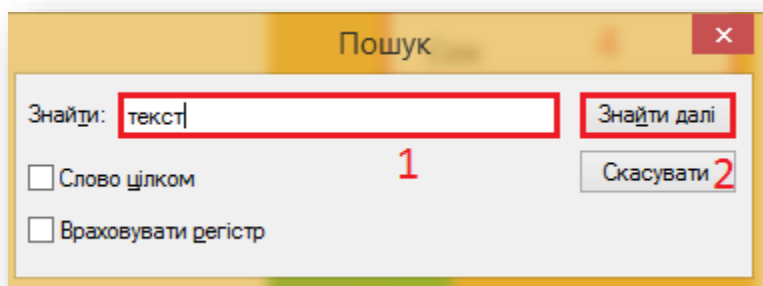 Пошук
Знайти: текст
Знайти далі
1
Слово цілком
Скасувати 2
Враховувати регістр